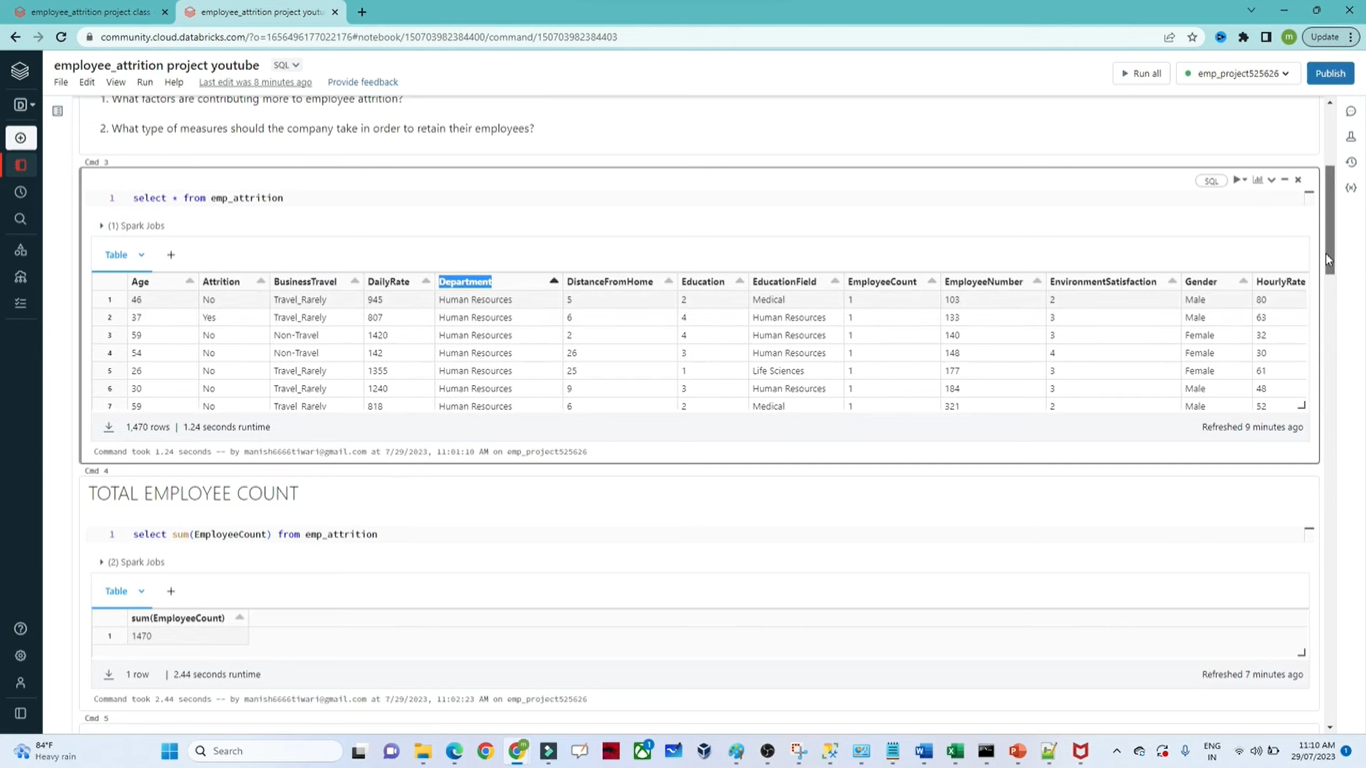 employee_attrition project class
employee_attrition project youtu
community.cloud.databricks.com/?o=1656496177022176#notebook/150703982384400/command/150703982384403
Update
employee_attrition project youtube SQL
File Edit View Run Help Last edit was 8 minutes ago Provide feedback
Run all emp_project525626 Publish
1. What factors are contributing more to employee attrition?
2. What type of measures should the company take in order to retain their employees?
Cmd 3
SQL
1 select * from emp_attrition
(1) Spark Jobs
Table +
Age Attrition BusinessTravel DailyRate Department DistanceFromHome Education EducationField EmployeeCount EmployeeNumber EnvironmentSatisfaction Gender HourlyRate
1 46 No Travel_Rarely 945 Human Resources 5 2 Medical 1 103 2 Male 80
2 37 Yes Travel_Rarely 807 Human Resources 6 4 Human Resources 1 133 3 Male 63
3 59 No Non-Travel 1420 Human Resources 2 4 Human Resources 1 140 3 Female 32
4 54 No Non-Travel 142 Human Resources 26 3 Human Resources 1 148 4 Female 30
5 26 No Travel_Rarely 1355 Human Resources 25 1 Life Sciences 1 177 3 Female 61
6 30 No Travel_Rarely 1240 Human Resources 9 3 Human Resources 1 184 3 Male 48
7 59 No Travel_Rarely 818 Human Resources 6 2 Medical 1 321 2 Male 52
1,470 rows | 1.24 seconds runtime Refreshed 9 minutes ago
Command took 1.24 seconds -- by manish6666tiwari@gmail.com at 7/29/2023, 11:01:10 AM on emp_project525626
Cmd 4
TOTAL EMPLOYEE COUNT
1 select sum(EmployeeCount) from emp_attrition
(2) Spark Jobs
Table +
sum(EmployeeCount)
1 1470
1 row | 2.44 seconds runtime Refreshed 7 minutes ago
Command took 2.44 seconds -- by manish6666tiwari@gmail.com at 7/29/2023, 11:02:23 AM on emp_project525626
Cmd 5
84°F
Heavy rain
Search
ENG
IN
11:10 AM
29/07/2023